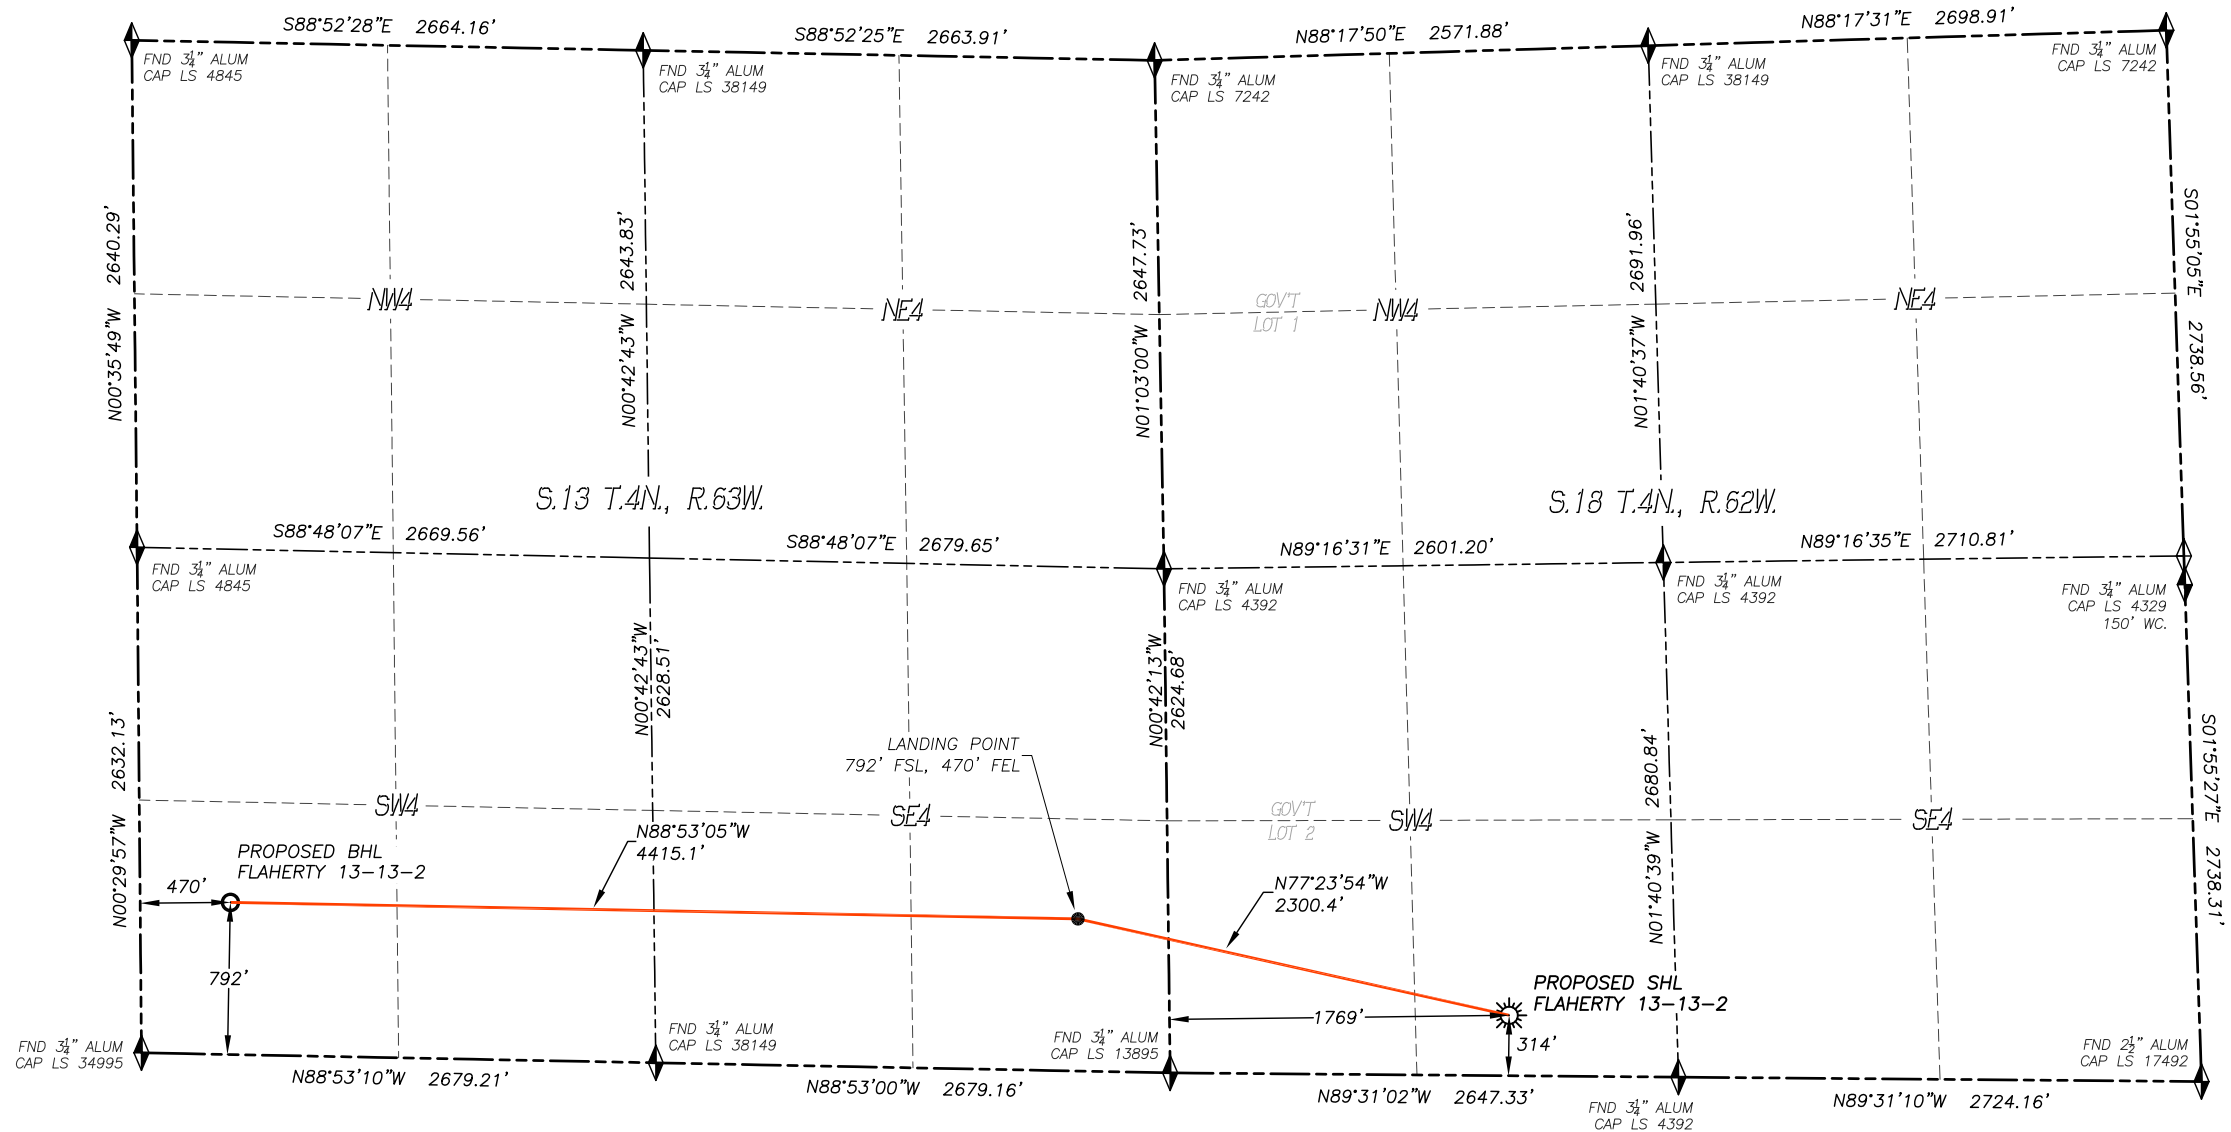 S88°52'28"E 2664.16'
S88°52'25"E 2663.91'
N88°17'50"E 2571.88'
N88°17'31"E 2698.91'
FND 3¼" ALUM
CAP LS 4845
FND 3¼" ALUM
CAP LS 38149
FND 3¼" ALUM
CAP LS 7242
FND 3¼" ALUM
CAP LS 38149
FND 3¼" ALUM
CAP LS 7242
N00°35'49"W 2640.29'
N00°42'43"W 2643.83'
N01°03'00"W 2647.73'
N01°40'37"W 2691.96'
S01°55'05"E 2738.56'
NW4
NE4
GOV'T
LOT 1
NW4
NE4
S.13 T.4N., R.63W.
S.18 T.4N., R.62W.
S88°48'07"E 2669.56'
S88°48'07"E 2679.65'
N89°16'31"E 2601.20'
N89°16'35"E 2710.81'
FND 3¼" ALUM
CAP LS 4845
FND 3¼" ALUM
CAP LS 4392
FND 3¼" ALUM
CAP LS 4392
FND 3¼" ALUM
CAP LS 4329
150' WC.
N00°29'57"W 2632.13'
N00°42'43"W
2628.51'
N00°42'13"W
2624.68'
N01°40'39"W 2680.84'
S01°55'27"E 2738.31'
LANDING POINT
792' FSL, 470' FEL
SW4
SE4
GOV'T
LOT 2
SW4
SE4
N88°53'05"W
4415.1'
PROPOSED BHL
FLAHERTY 13-13-2
470'
792'
N77°23'54"W
2300.4'
PROPOSED SHL
FLAHERTY 13-13-2
1769'
314'
FND 3¼" ALUM
CAP LS 34995
FND 3¼" ALUM
CAP LS 38149
FND 3¼" ALUM
CAP LS 13895
FND 2½" ALUM
CAP LS 17492
N88°53'10"W 2679.21'
N88°53'00"W 2679.16'
N89°31'02"W 2647.33'
FND 3¼" ALUM
CAP LS 4392
N89°31'10"W 2724.16'